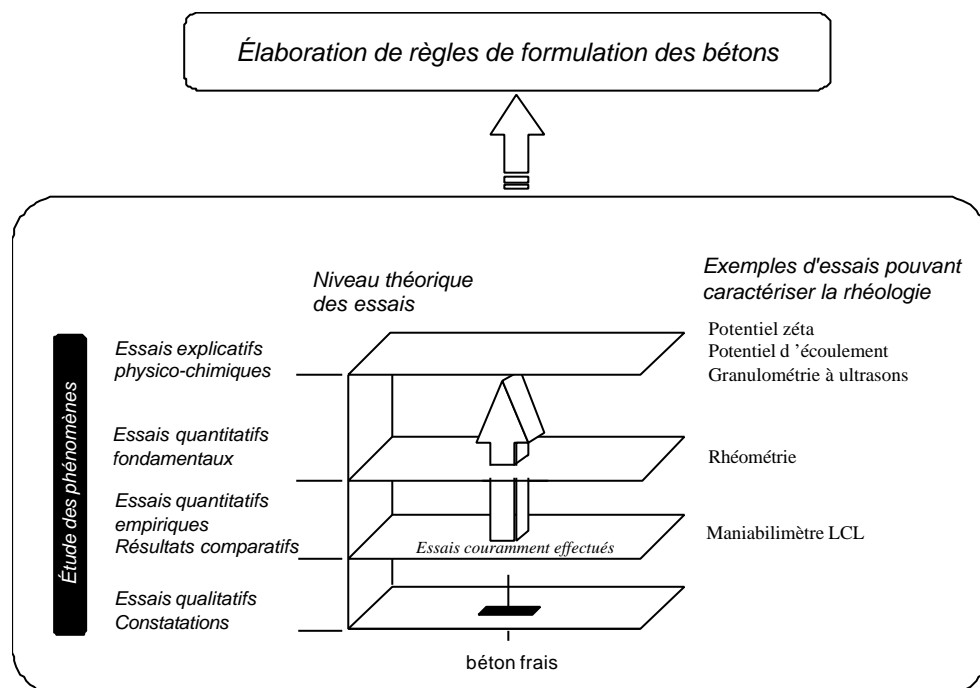 Élaboration de règles de formulation des bétons
Niveau théorique
des essais
Exemples d'essais pouvant
caractériser la rhéologie
Étude des phénomènes
Essais explicatifs
physico-chimiques
Potentiel zéta
Potentiel d ’écoulement
Granulométrie à ultrasons
Essais quantitatifs
fondamentaux
Rhéométrie
Essais quantitatifs
empiriques
Résultats comparatifs
Essais couramment effectués
Maniabilimètre LCL
Essais qualitatifs
Constatations
béton frais